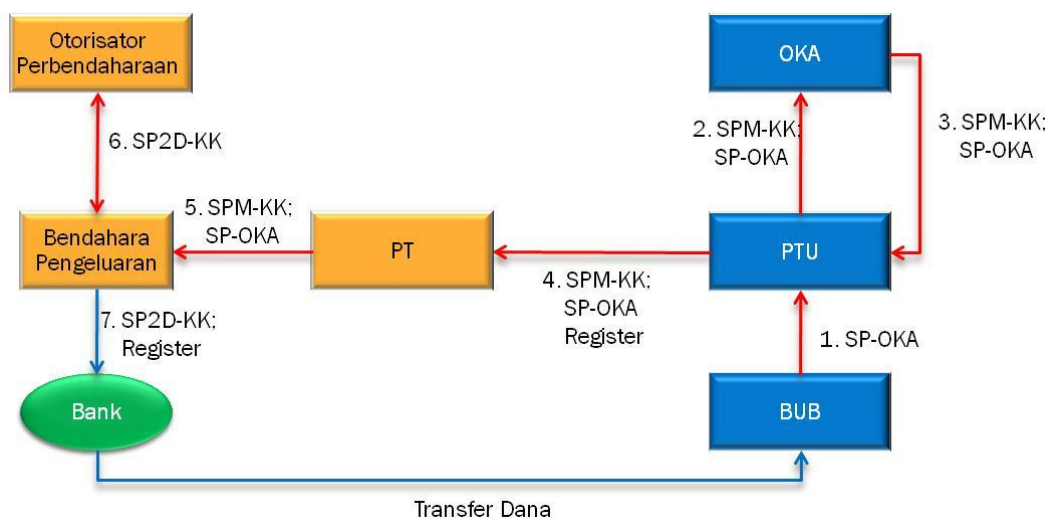 Otorisator
Perbendaharaan
OKA
6. SP2D-KK
2. SPM-KK;
SP-OKA
3. SPM-KK;
SP-OKA
Bendahara
Pengeluaran
5. SPM-KK;
SP-OKA
PT
PTU
4. SPM-KK;
SP-OKA
Register
7. SP2D-KK;
Register
1. SP-OKA
Bank
BUB
Transfer Dana